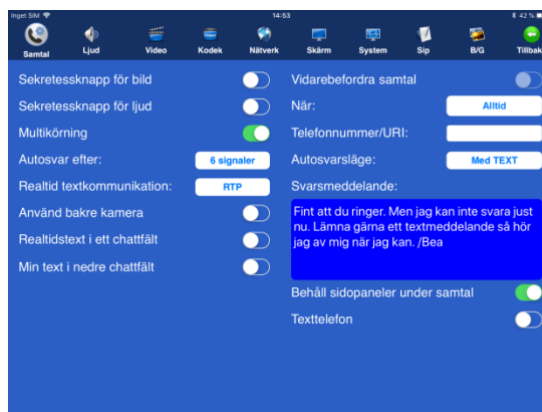 Inget SIM 14:53 42 %
Samtal Ljud Video Kodek Nätverk Skärm System Sip B/G Tillbak
Sekretessknapp för bild
Sekretessknapp för ljud
Multikörning
Autosvar efter: 6 signaler
Realtid textkommunikation: RTP
Använd bakre kamera
Realtidstext i ett chattfält
Min text i nedre chattfält
Vidarebefordra samtal
När: Alltid
Telefonnummer/URI:
Autosvarsläge: Med TEXT
Svarsmeddelande:
Fint att du ringer. Men jag kan inte svara just
nu. Lämna gärna ett textmeddelande så hör
jag av mig när jag kan. /Bea
Behåll sidopaneler under samtal
Texttelefon